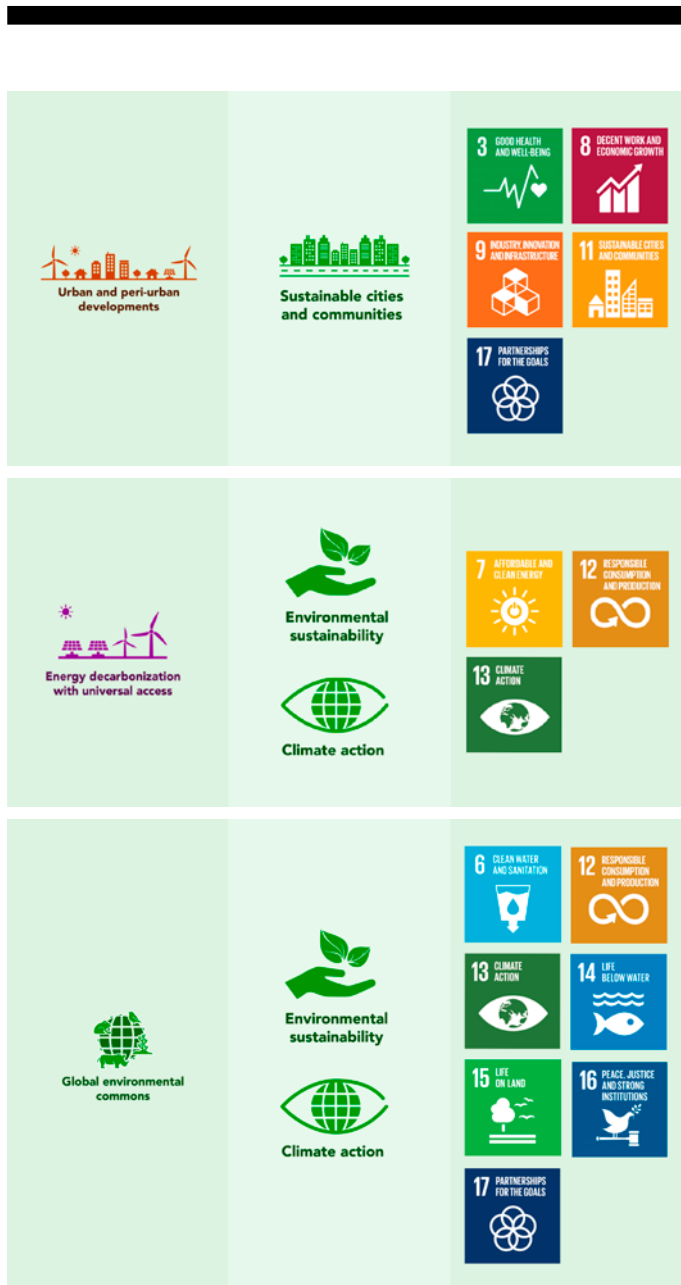 Urban and peri-urban
developments
Sustainable cities
and communities
3 GOOD HEALTH
AND WELL-BEING
8 DECENT WORK AND
ECONOMIC GROWTH
9 INDUSTRY, INNOVATION
AND INFRASTRUCTURE
11 SUSTAINABLE CITIES
AND COMMUNITIES
17 PARTNERSHIPS
FOR THE GOALS
Energy decarbonization
with universal access
Environmental
sustainability
Climate action
7 AFFORDABLE AND
CLEAN ENERGY
12 RESPONSIBLE
CONSUMPTION
AND PRODUCTION
13 CLIMATE
ACTION
Global environmental
commons
Environmental
sustainability
Climate action
6 CLEAN WATER
AND SANITATION
12 RESPONSIBLE
CONSUMPTION
AND PRODUCTION
13 CLIMATE
ACTION
14 LIFE
BELOW WATER
15 LIFE
ON LAND
16 PEACE, JUSTICE
AND STRONG
INSTITUTIONS
17 PARTNERSHIPS
FOR THE GOALS